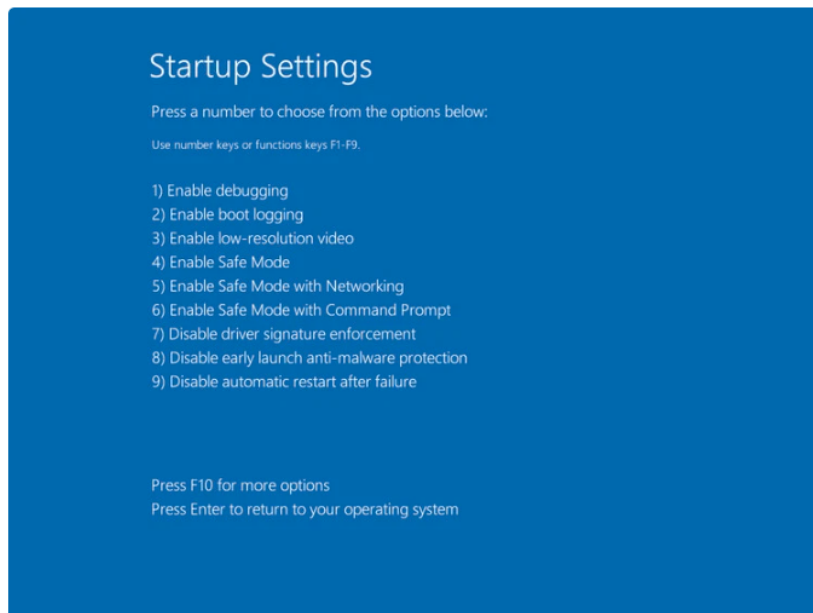 Startup Settings
Press a number to choose from the options below:
Use number keys or functions keys F1-F9.
1) Enable debugging
2) Enable boot logging
3) Enable low-resolution video
4) Enable Safe Mode
5) Enable Safe Mode with Networking
6) Enable Safe Mode with Command Prompt
7) Disable driver signature enforcement
8) Disable early launch anti-malware protection
9) Disable automatic restart after failure
Press F10 for more options
Press Enter to return to your operating system